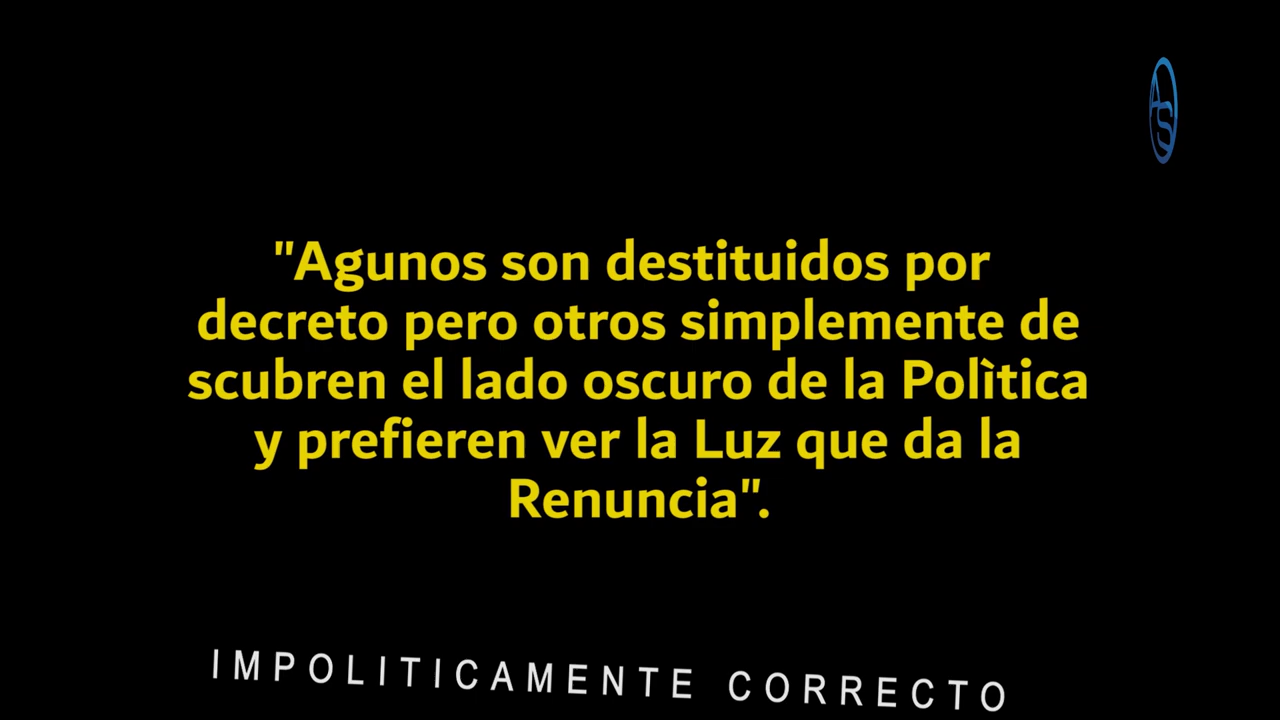 "Agunos son destituidos por
decreto pero otros simplemente de
scubren el lado oscuro de la Polìtica
y prefieren ver la Luz que da la
Renuncia".
IMPOLITICAMENTE CORRECTO
AS